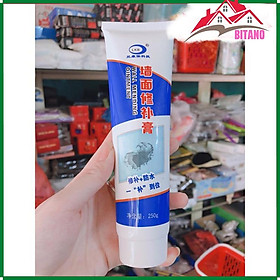 BITANO
墙面修补膏
WALL MENDING
OINTMENT
修补+防水
一“补”到位
净含量：250g